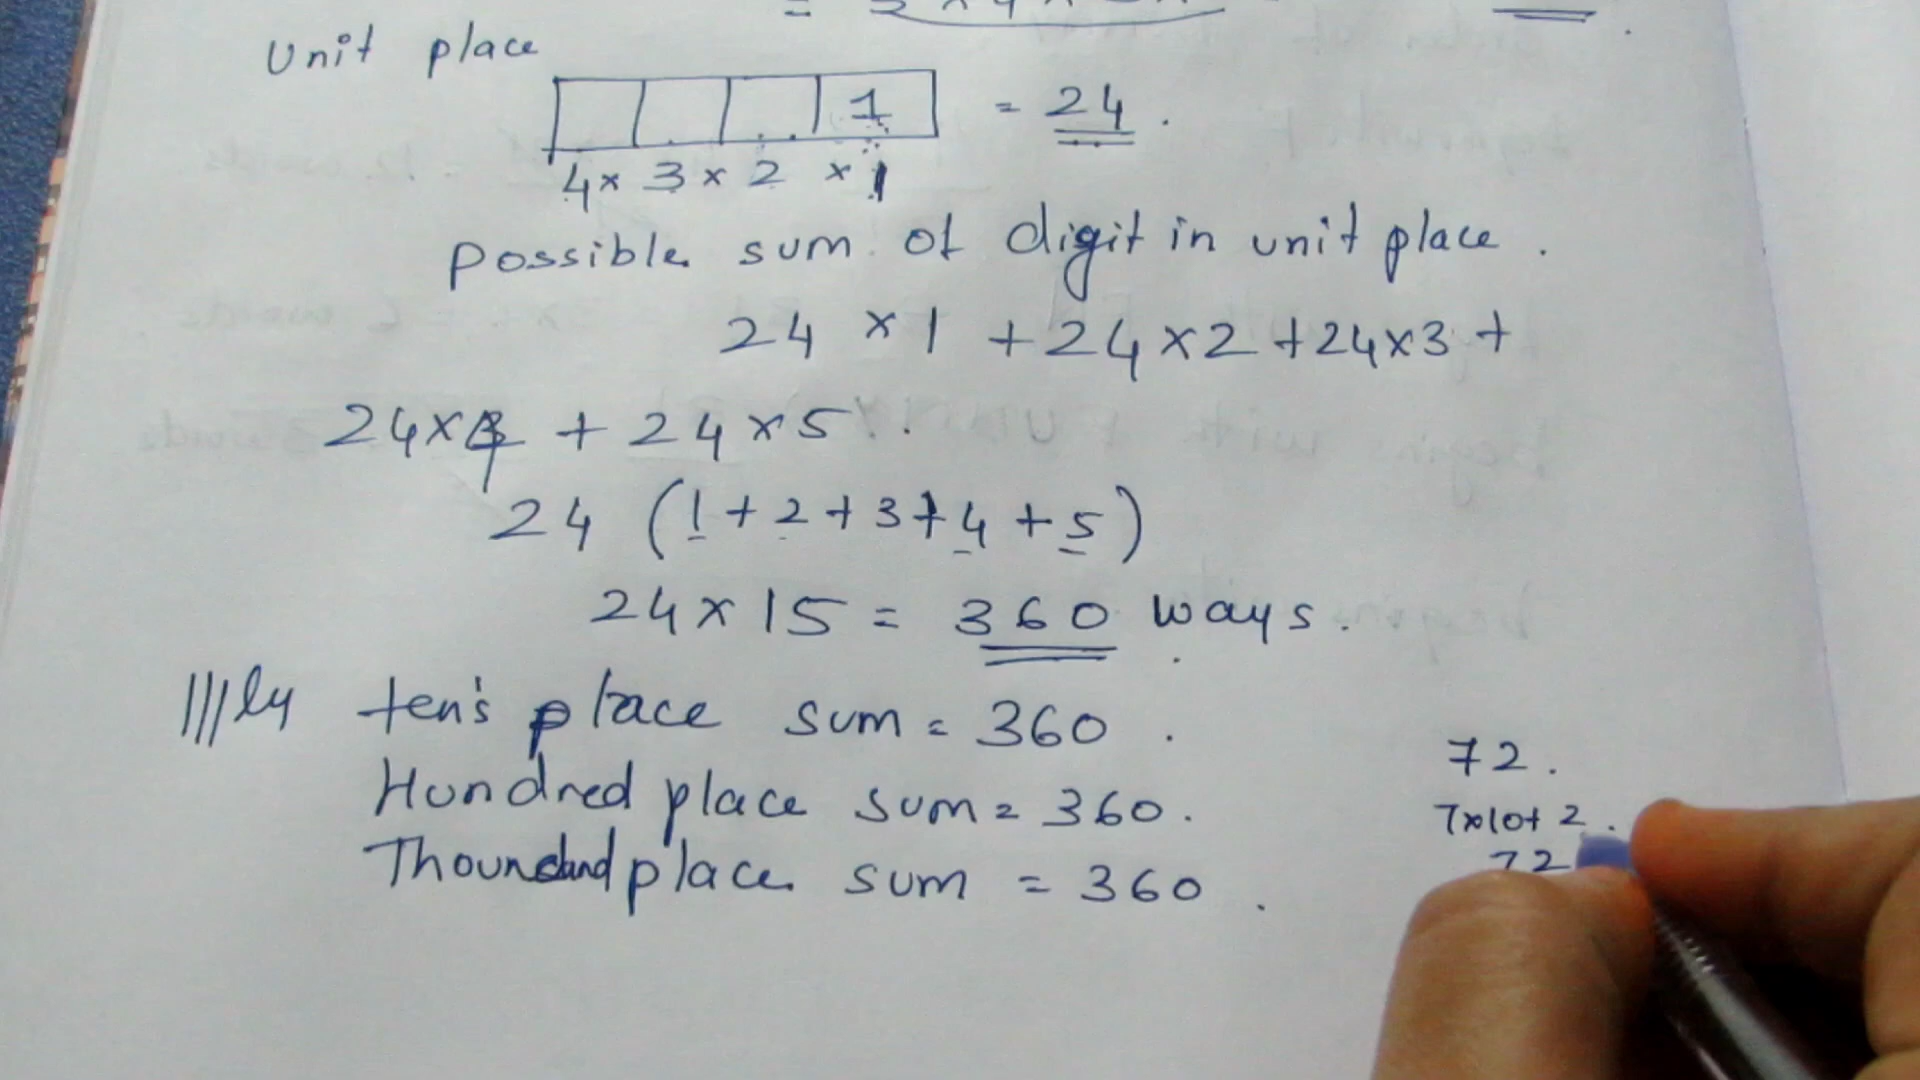 Unit place
1 = 24 .
4 × 3 × 2 × 1
possible sum of digit in unit place .
24 × 1 + 24 × 2 + 24 × 3 +
24 × 4 + 24 × 5 .
24 ( 1 + 2 + 3 + 4 + 5 )
24 × 15 = 360 ways .
|||ly ten's place sum = 360 .
Hundred place sum = 360 .
place sum = 360 .
72 .
7×10+ 2 .
72